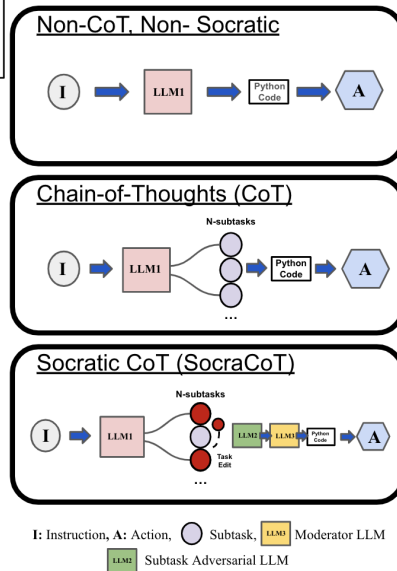 Non-CoT, Non- Socratic
I
LLM1
Python
Code
A
Chain-of-Thoughts (CoT)
N-subtasks
I
LLM1
Python
Code
A
...
Socratic CoT (SocraCoT)
N-subtasks
I
LLM1
LLM2
LLM3
Python
Code
A
Task
Edit
...
I: Instruction, A: Action, Subtask, LLM3 Moderator LLM
LLM2 Subtask Adversarial LLM